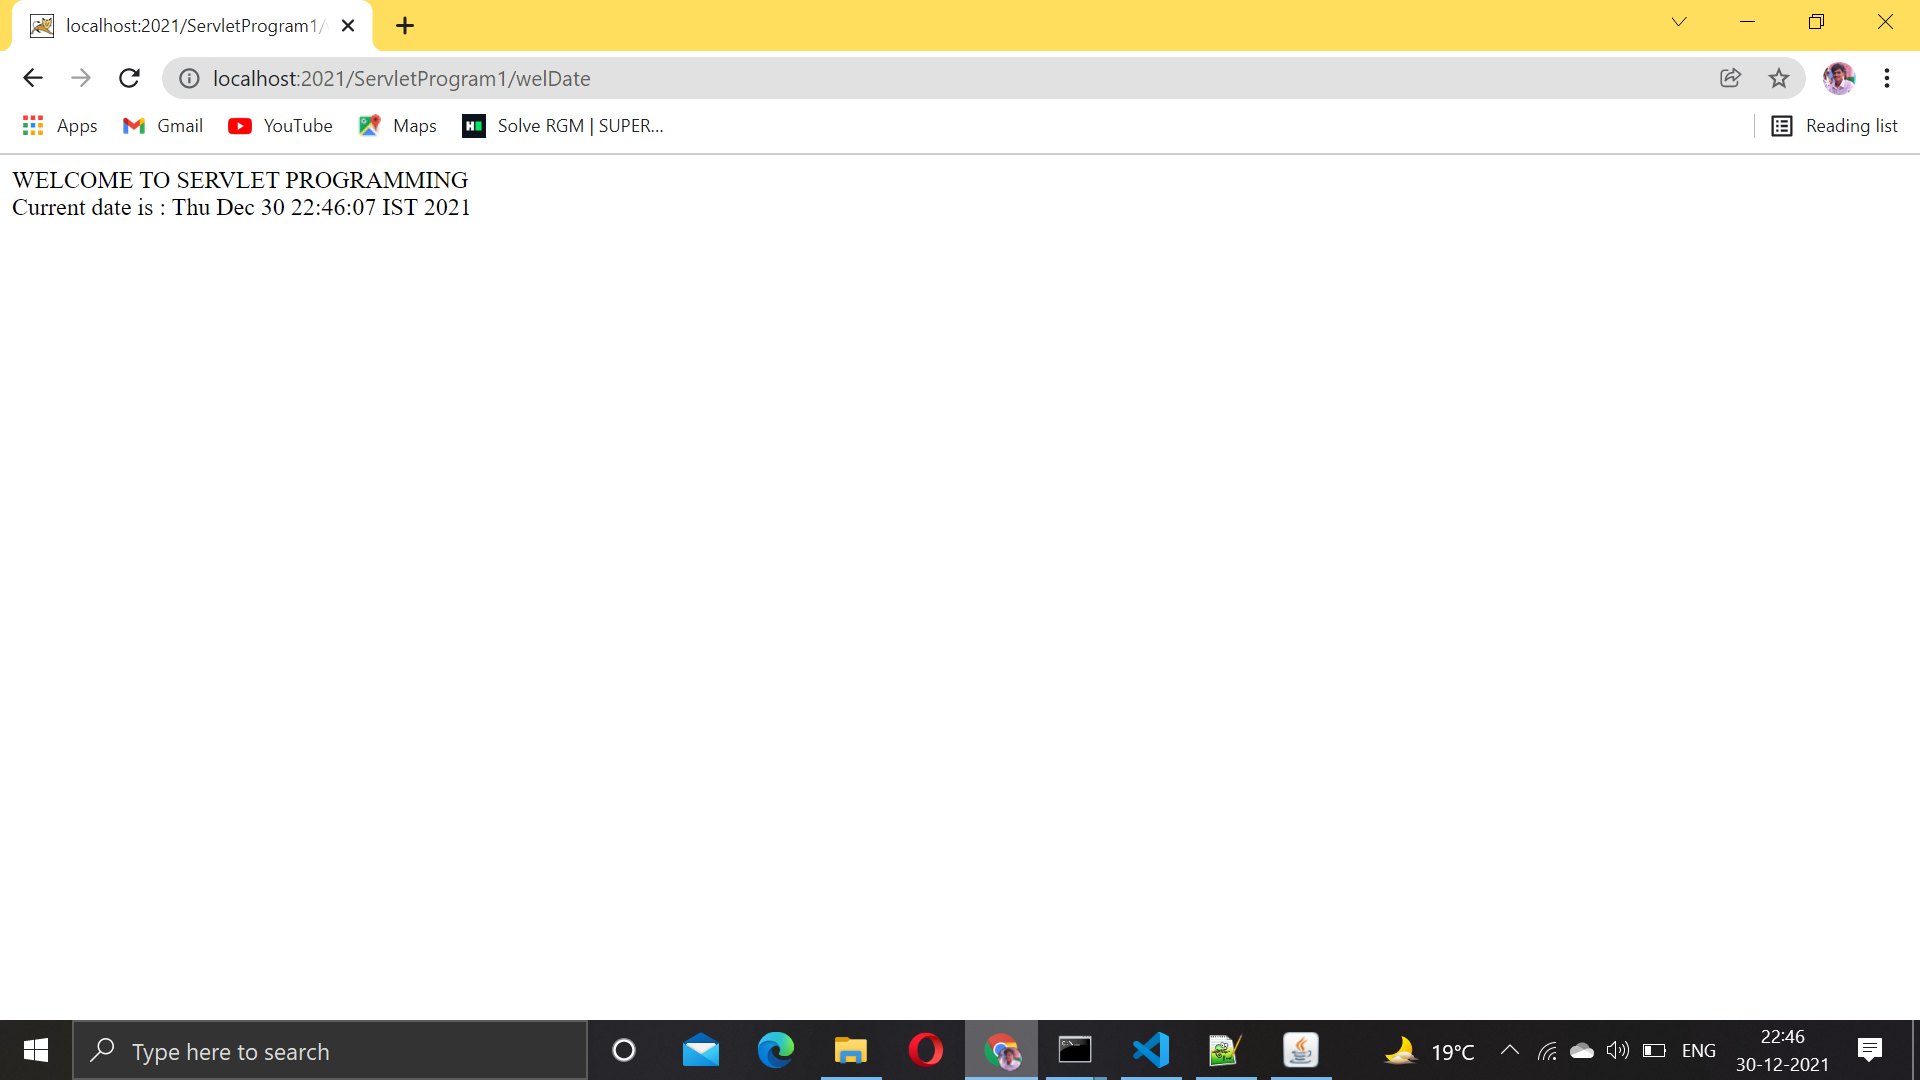 localhost:2021/ServletProgram1/
localhost:2021/ServletProgram1/welDate
Apps Gmail YouTube Maps Solve RGM | SUPER... Reading list
WELCOME TO SERVLET PROGRAMMING
Current date is : Thu Dec 30 22:46:07 IST 2021
Type here to search
19°C
ENG
22:46
30-12-2021